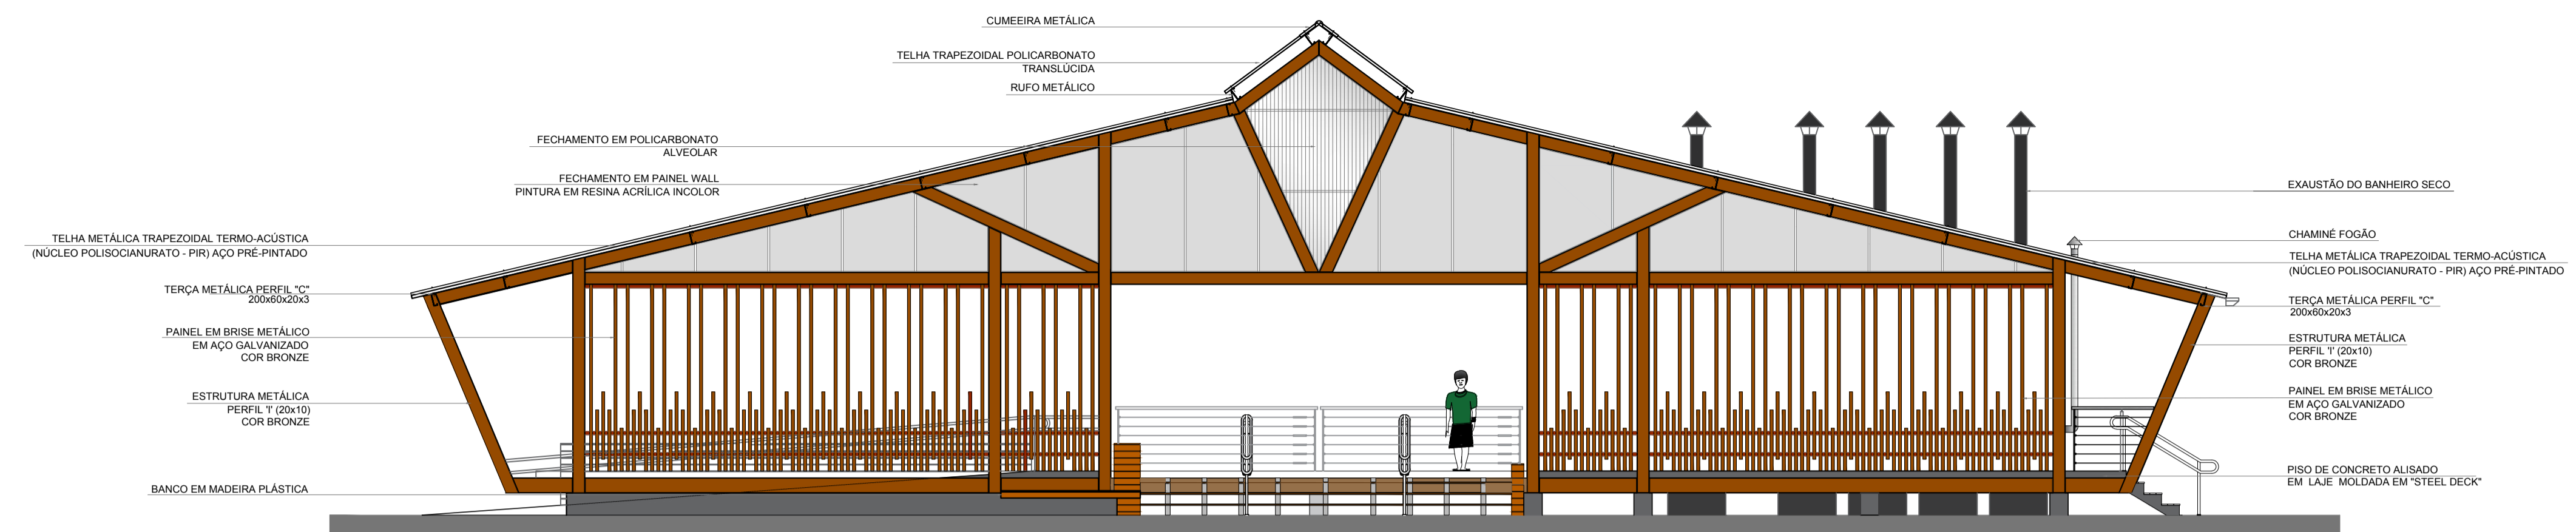 CUMEEIRA METÁLICA
TELHA TRAPEZOIDAL POLICARBONATO
TRANSLÚCIDA
RUFO METÁLICO
FECHAMENTO EM POLICARBONATO
ALVEOLAR
FECHAMENTO EM PAINEL WALL
PINTURA EM RESINA ACRÍLICA INCOLOR
TELHA METÁLICA TRAPEZOIDAL TERMO-ACÚSTICA
(NÚCLEO POLISOCIANURATO - PIR) AÇO PRÉ-PINTADO
TERÇA METÁLICA PERFIL "C"
200x60x20x3
PAINEL EM BRISE METÁLICO
EM AÇO GALVANIZADO
COR BRONZE
ESTRUTURA METÁLICA
PERFIL 'I' (20x10)
COR BRONZE
BANCO EM MADEIRA PLÁSTICA
EXAUSTÃO DO BANHEIRO SECO
CHAMINÉ FOGÃO
TELHA METÁLICA TRAPEZOIDAL TERMO-ACÚSTICA
(NÚCLEO POLISOCIANURATO - PIR) AÇO PRÉ-PINTADO
TERÇA METÁLICA PERFIL "C"
200x60x20x3
ESTRUTURA METÁLICA
PERFIL 'I' (20x10)
COR BRONZE
PAINEL EM BRISE METÁLICO
EM AÇO GALVANIZADO
COR BRONZE
PISO DE CONCRETO ALISADO
EM LAJE MOLDADA EM "STEEL DECK"